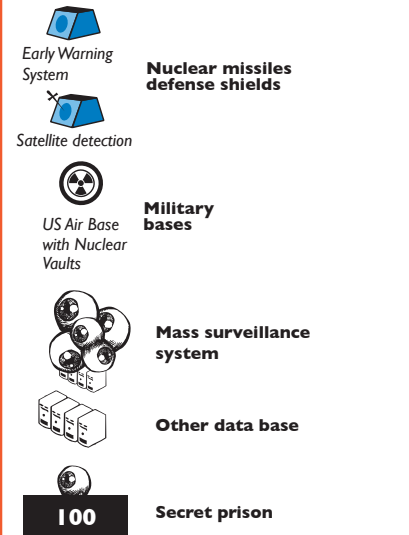 Early Warning
System
Nuclear missiles
defense shields
Satellite detection
US Air Base
with Nuclear
Vaults
Military
bases
Mass surveillance
system
Other data base
100
Secret prison